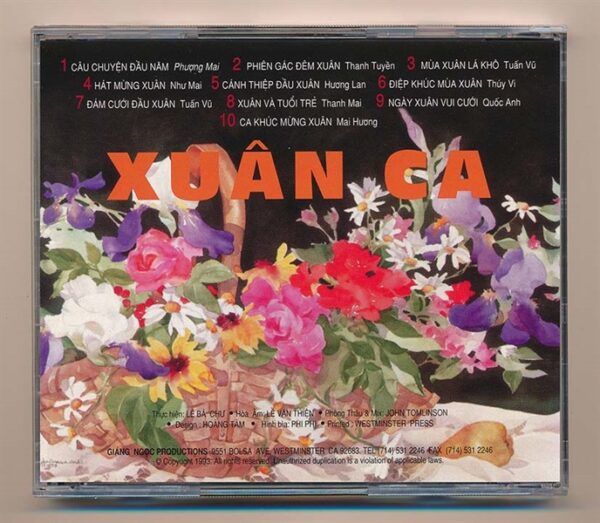 1 CÂU CHUYỆN ĐẦU NĂM Phượng Mai 2 PHIÊN GÁC ĐÊM XUÂN Thanh Tuyền 3 MÙA XUÂN LÁ KHÔ Tuấn Vũ
4 HÁT MỪNG XUÂN Như Mai 5 CÁNH THIỆP ĐẦU XUÂN Hương Lan 6 ĐIỆP KHÚC MÙA XUÂN Thúy Vi
7 ĐÁM CƯỚI ĐẦU XUÂN Tuấn Vũ 8 XUÂN VÀ TUỔI TRẺ Thanh Mai 9 NGÀY XUÂN VUI CƯỚI Quốc Anh
10 CA KHÚC MỪNG XUÂN Mai Hương
XUÂN CA
Thực hiện: LÊ BÁ CHƯ • Hòa Âm: LÊ VĂN THIỆN • Phòng Thâu & Mix: JOHN TOMLINSON
• Design: HOÀNG TÂM • Hình bìa: PHI PHI • Printed: WESTMINSTER PRESS
GIÁNG NGỌC PRODUCTIONS 9551 BOLSA AVE, WESTMINSTER, CA 92683. TEL (714) 531 2246 FAX (714) 531 2246
© Copyright 1993. All rights reserved. Unauthorized duplication is a violation of applicable laws.